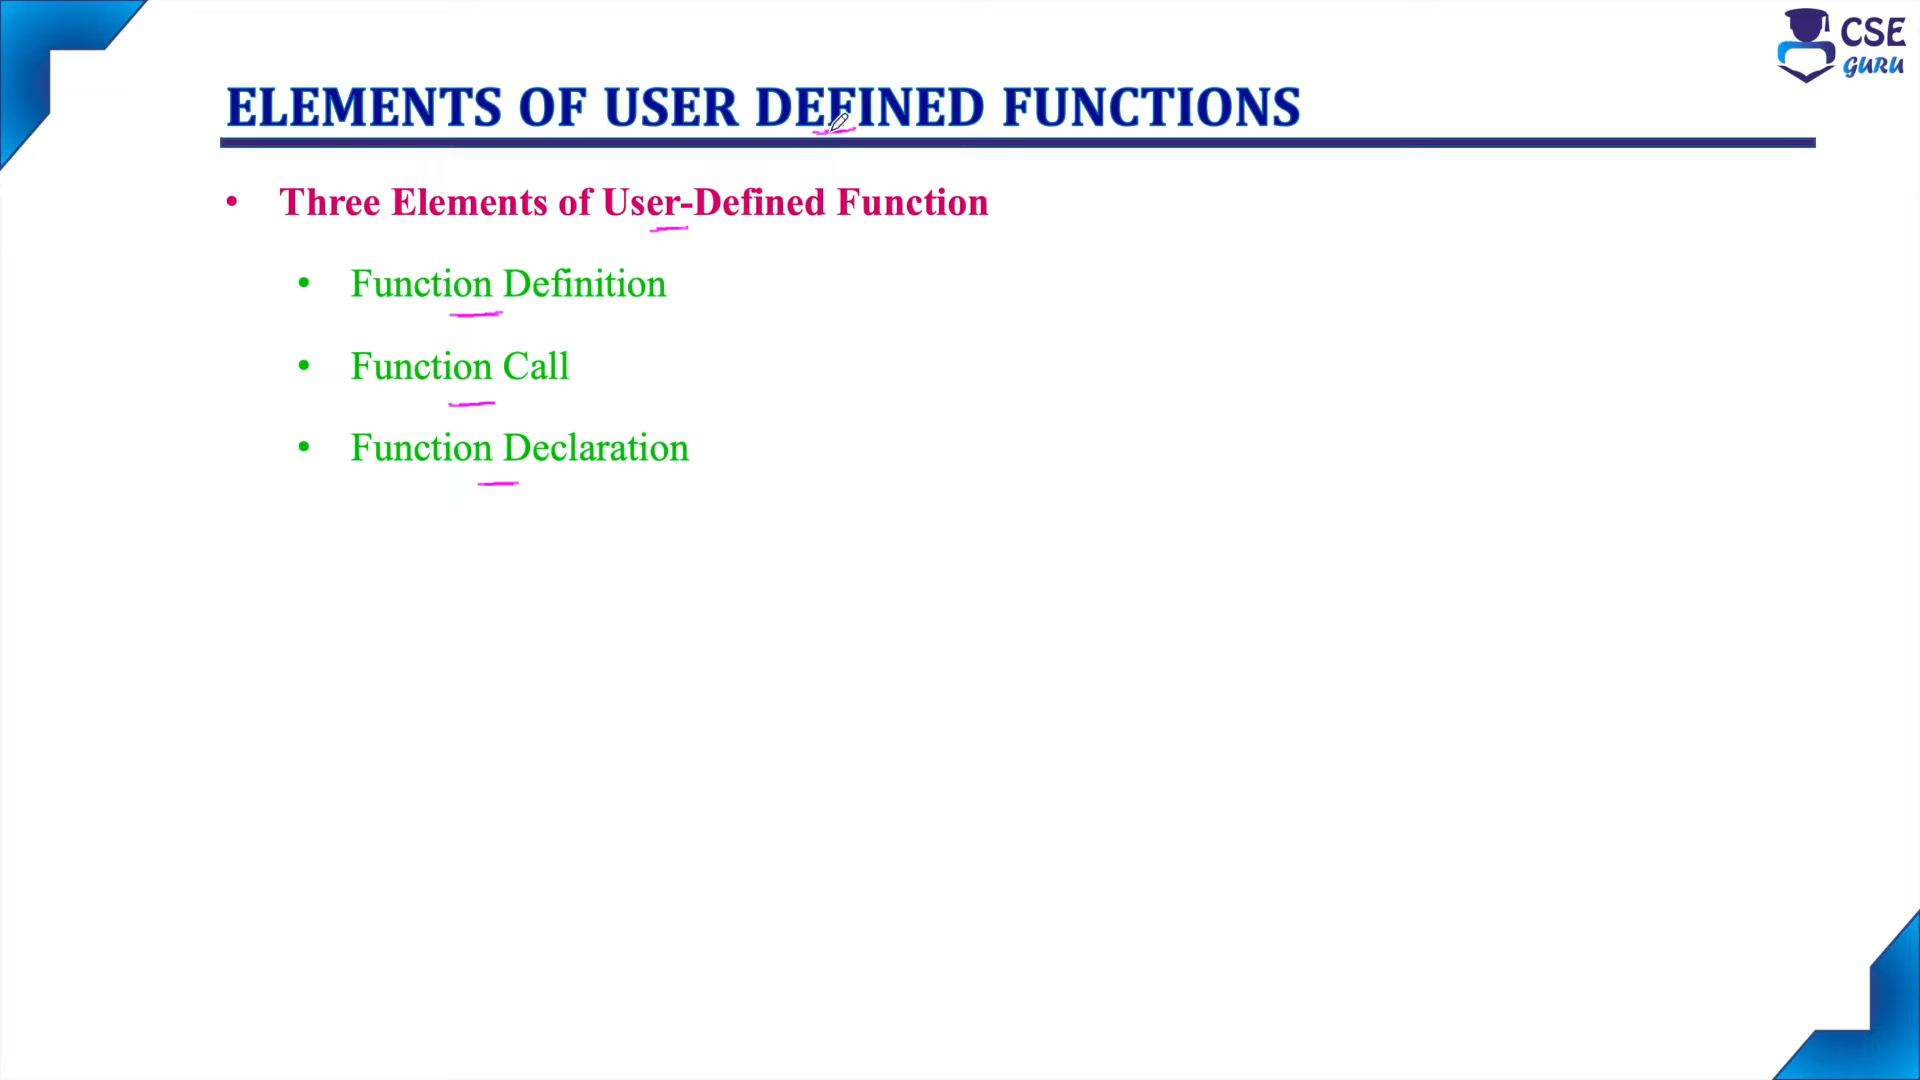 CSE
GURU
ELEMENTS OF USER DEFINED FUNCTIONS
• Three Elements of User-Defined Function
• Function Definition
• Function Call
• Function Declaration